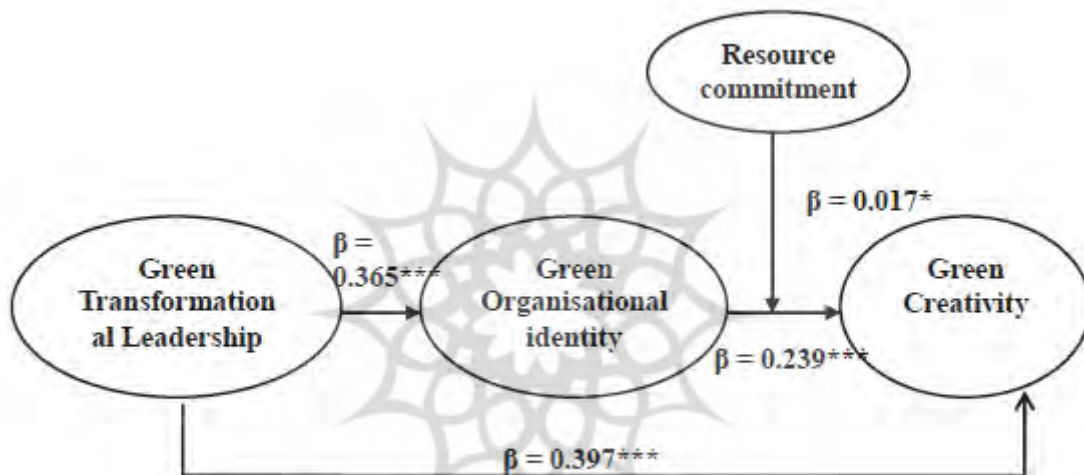 Resource
commitment
β = 0.017*
β =
0.365***
Green
Transformation
al Leadership
Green
Organisational
identity
Green
Creativity
β = 0.239***
β = 0.397***